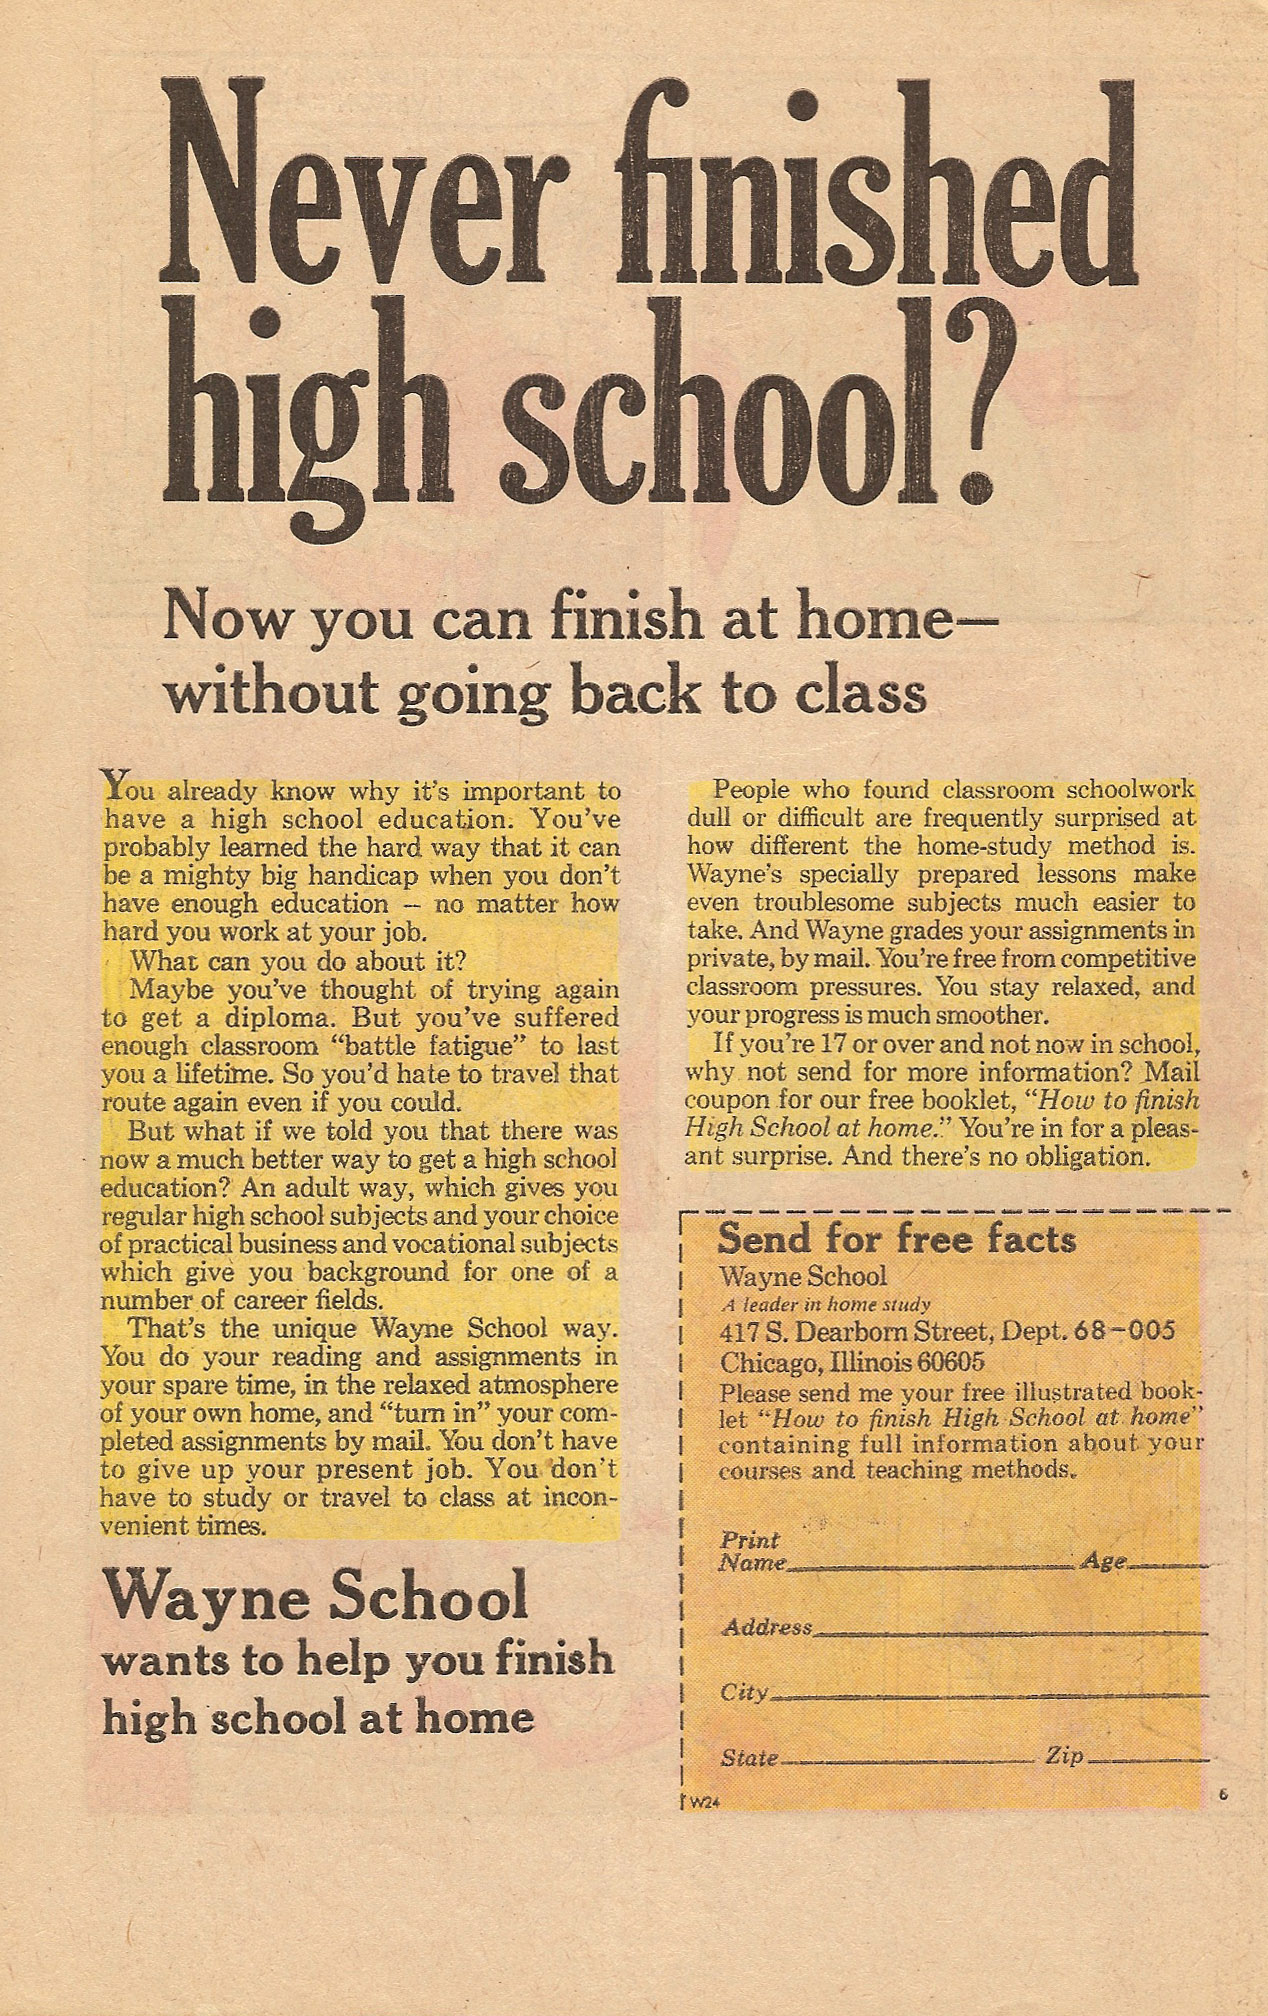 Never finished
high school?
Now you can finish at home—
without going back to class
You already know why it's important to
have a high school education. You've
probably learned the hard way that it can
be a mighty big handicap when you don't
have enough education — no matter how
hard you work at your job.
What can you do about it?
Maybe you've thought of trying again
to get a diploma. But you've suffered
enough classroom “battle fatigue” to last
you a lifetime. So you'd hate to travel that
route again even if you could.
But what if we told you that there was
now a much better way to get a high school
education? An adult way, which gives you
regular high school subjects and your choice
of practical business and vocational subjects
which give you background for one of a
number of career fields.
That's the unique Wayne School way.
You do your reading and assignments in
your spare time, in the relaxed atmosphere
of your own home, and “turn in” your com-
pleted assignments by mail. You don't have
to give up your present job. You don't
have to study or travel to class at incon-
venient times.
Wayne School
wants to help you finish
high school at home
People who found classroom schoolwork
dull or difficult are frequently surprised at
how different the home-study method is.
Wayne's specially prepared lessons make
even troublesome subjects much easier to
take. And Wayne grades your assignments in
private, by mail. You're free from competitive
classroom pressures. You stay relaxed, and
your progress is much smoother.
If you're 17 or over and not now in school,
why not send for more information? Mail
coupon for our free booklet, “How to finish
High School at home.” You're in for a pleas-
ant surprise. And there's no obligation.
Send for free facts
Wayne School
A leader in home study
417 S. Dearborn Street, Dept. 68-005
Chicago, Illinois 60605
Please send me your free illustrated book-
let “How to finish High School at home”
containing full information about your
courses and teaching methods.
Print
Name Age
Address
City
State Zip
W24 6